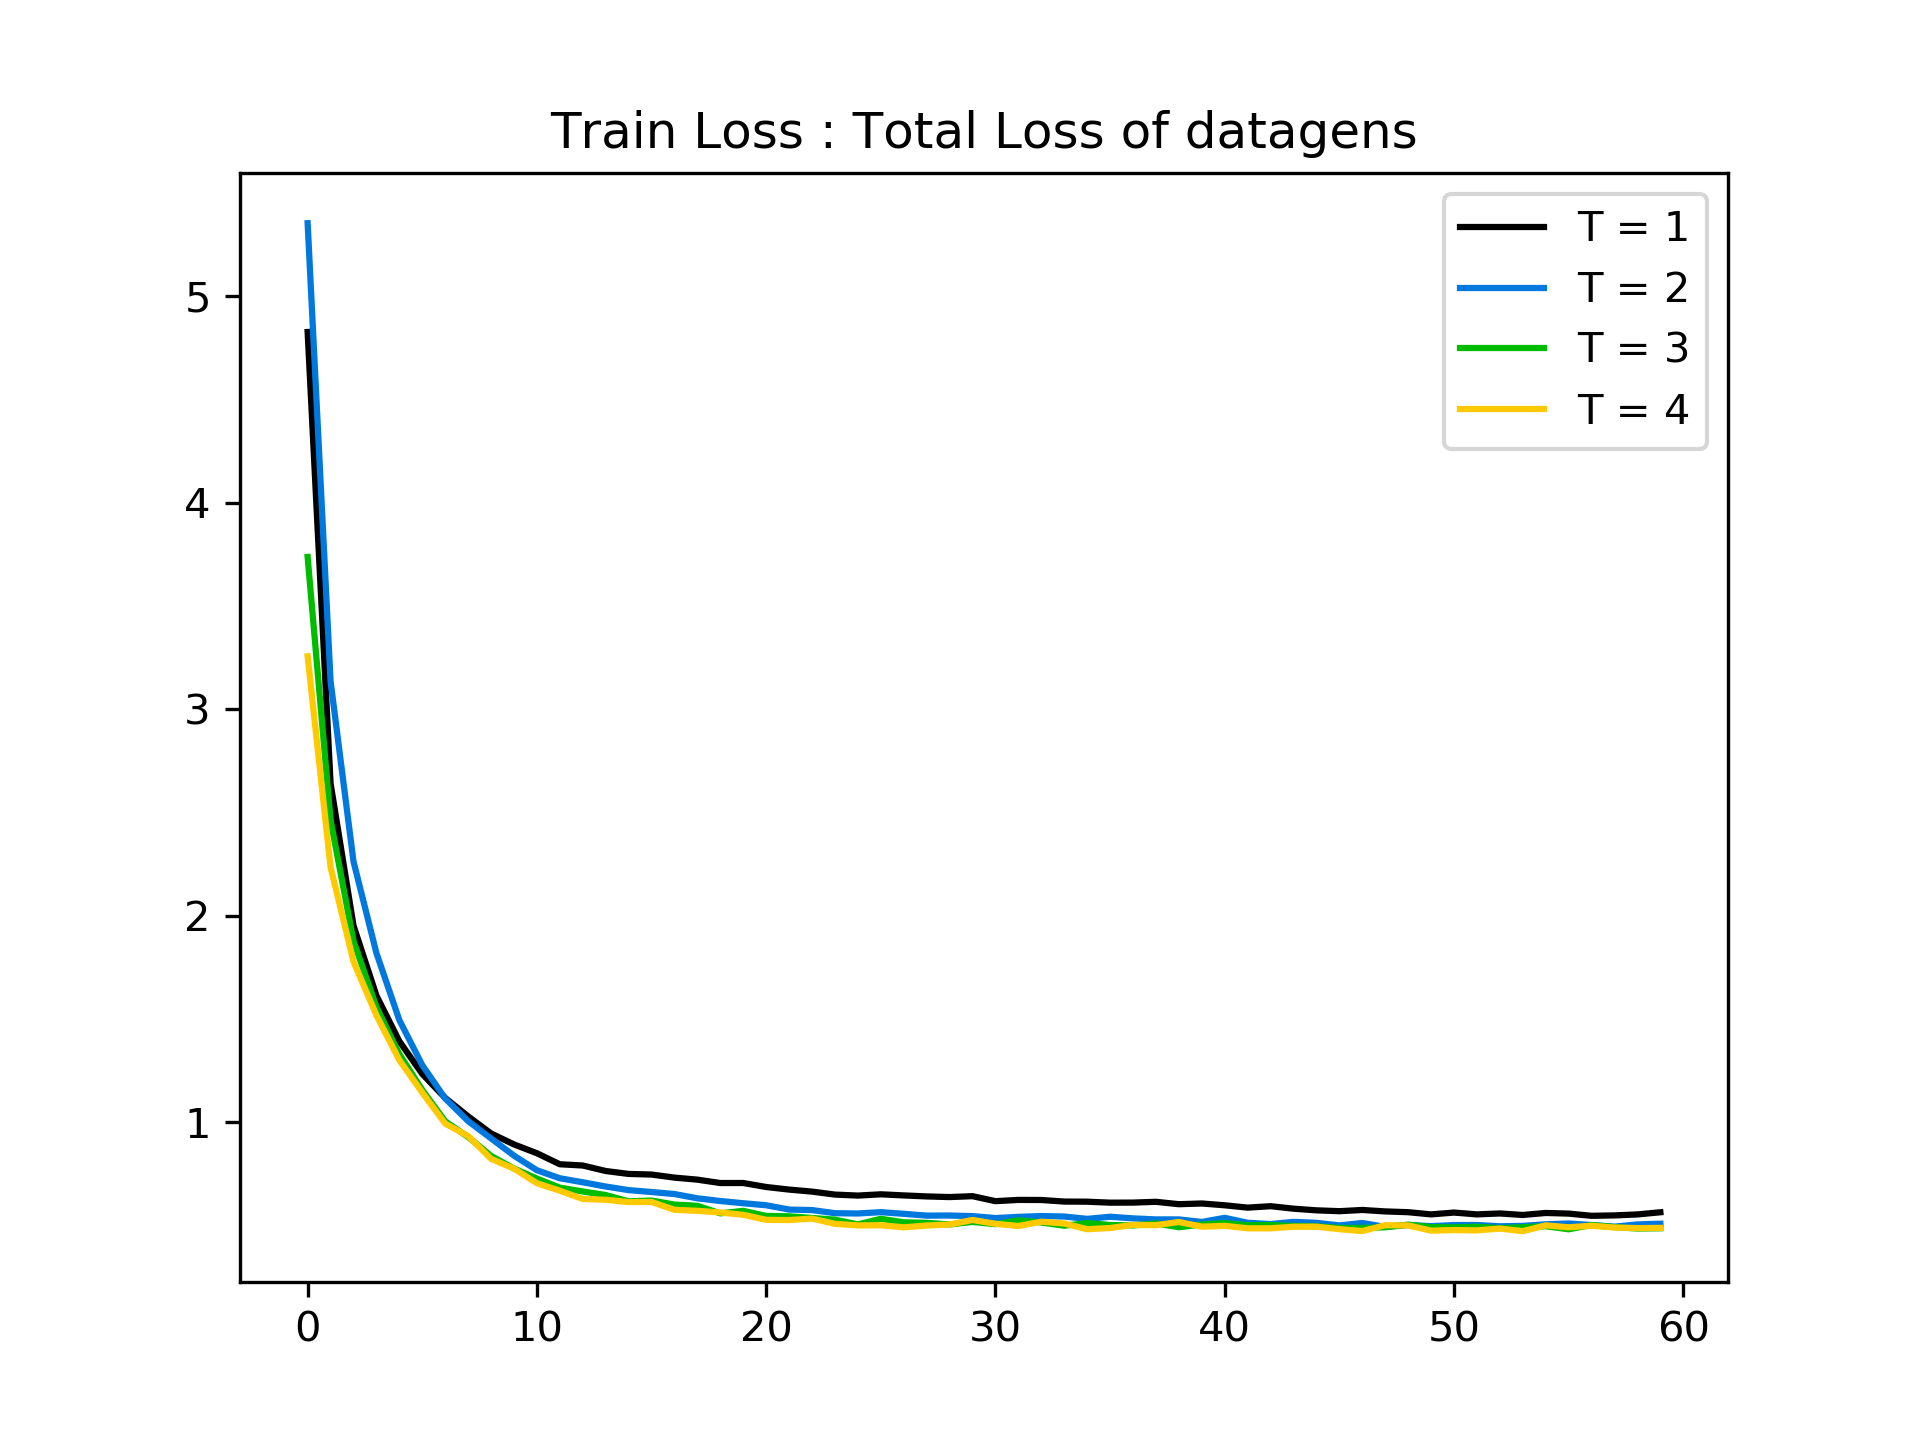 Train Loss : Total Loss of datagens
T = 1
T = 2
T = 3
T = 4
5
4
3
2
1
0 10 20 30 40 50 60